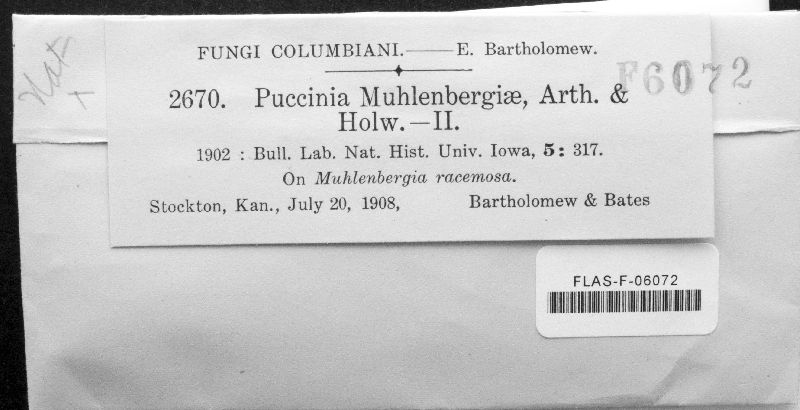 FUNGI COLUMBIANI.——E. Bartholomew.
F6072
2670. Puccinia Muhlenbergiæ, Arth. &
Holw.—II.
1902 : Bull. Lab. Nat. Hist. Univ. Iowa, 5: 317.
On Muhlenbergia racemosa.
Stockton, Kan., July 20, 1908, Bartholomew & Bates
FLAS-F-06072